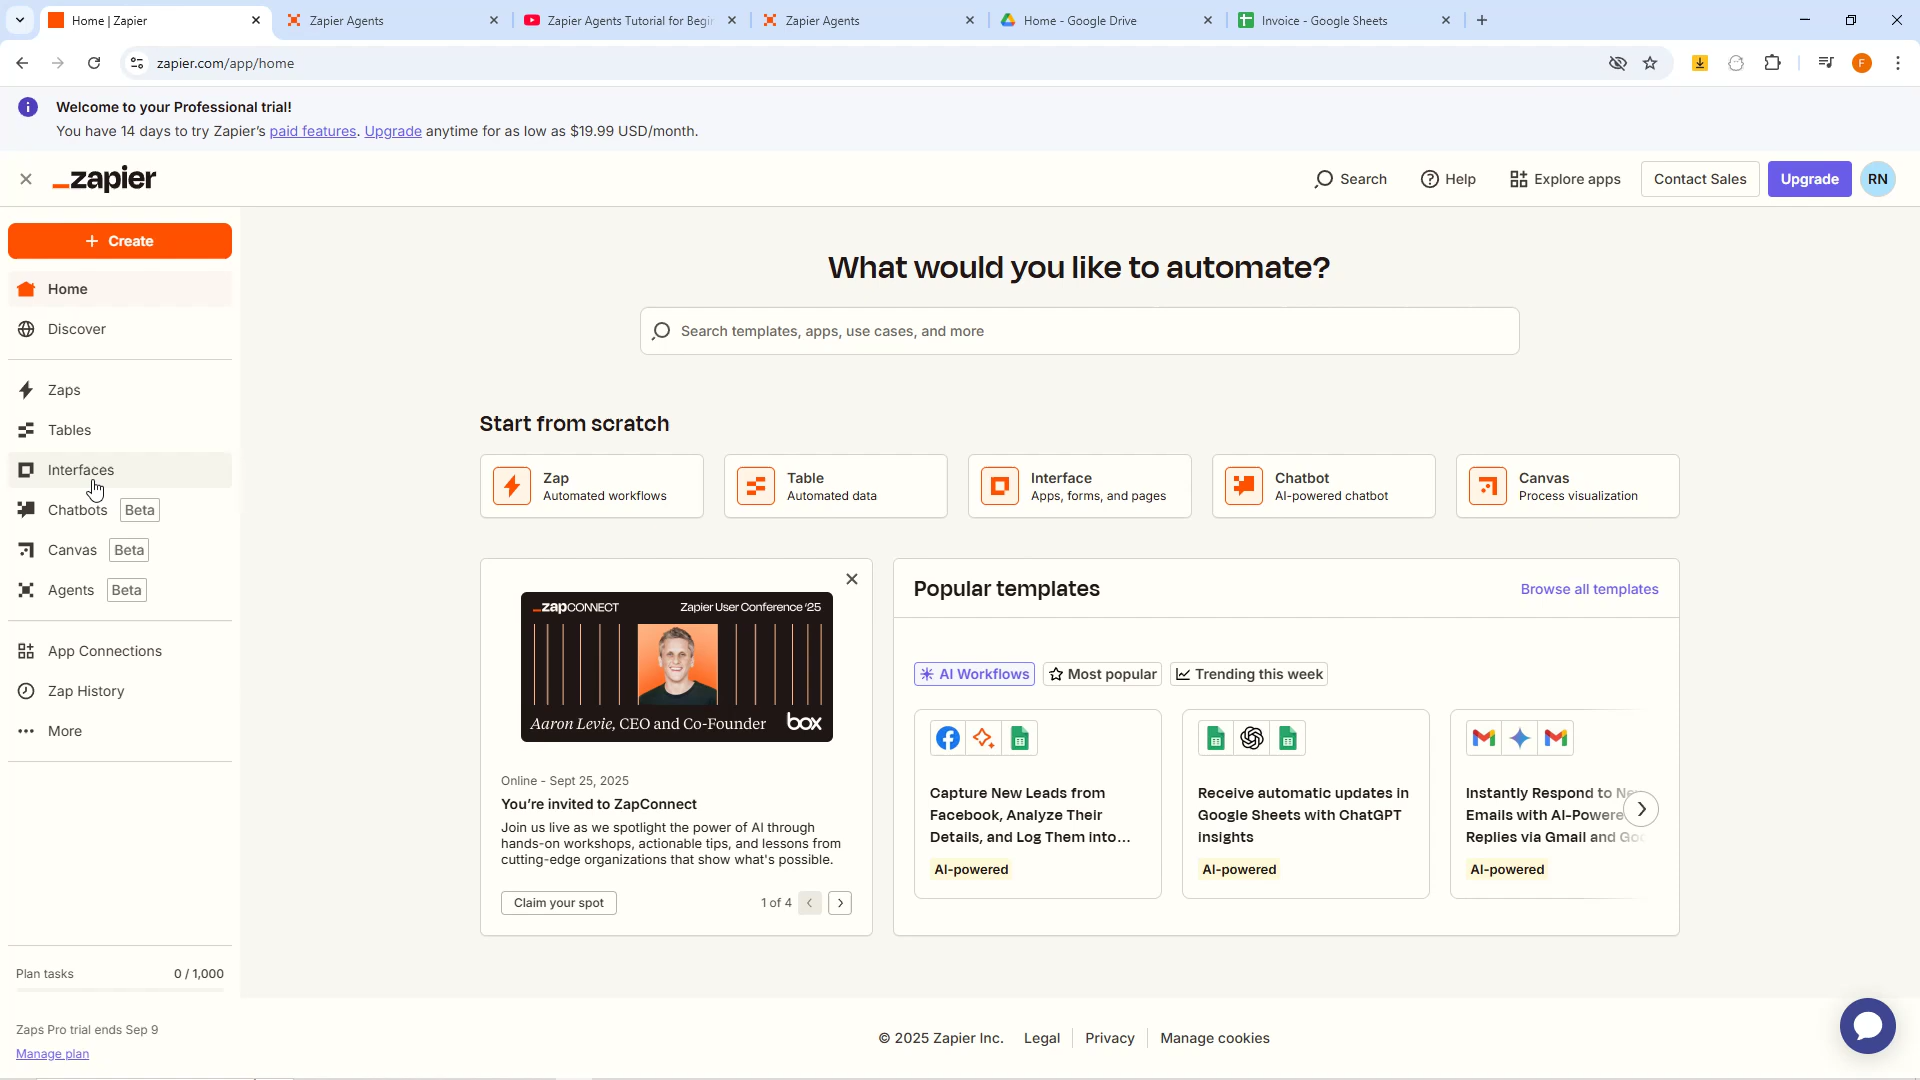 Home | Zapier
Zapier Agents
Zapier Agents Tutorial for Begin
Zapier Agents
Home - Google Drive
Invoice - Google Sheets
zapier.com/app/home
F
Welcome to your Professional trial!
You have 14 days to try Zapier's paid features. Upgrade anytime for as low as $19.99 USD/month.
_zapier
Search
Help
Explore apps
Contact Sales
Upgrade
RN
+ Create
Home
Discover
Zaps
Tables
Interfaces
Chatbots Beta
Canvas Beta
Agents Beta
App Connections
Zap History
More
Plan tasks 0 / 1,000
Zaps Pro trial ends Sep 9
Manage plan
What would you like to automate?
Search templates, apps, use cases, and more
Start from scratch
Zap
Automated workflows
Table
Automated data
Interface
Apps, forms, and pages
Chatbot
AI-powered chatbot
Canvas
Process visualization
_zapCONNECT Zapier User Conference '25
Aaron Levie, CEO and Co-Founder box
Online - Sept 25, 2025
You're invited to ZapConnect
Join us live as we spotlight the power of AI through
hands-on workshops, actionable tips, and lessons from
cutting-edge organizations that show what's possible.
Claim your spot
1 of 4
Popular templates
Browse all templates
AI Workflows
Most popular
Trending this week
Capture New Leads from
Facebook, Analyze Their
Details, and Log Them into...
AI-powered
Receive automatic updates in
Google Sheets with ChatGPT
insights
AI-powered
Instantly Respond to
Emails with AI-Powere
Replies via Gmail and
AI-powered
© 2025 Zapier Inc.
Legal
Privacy
Manage cookies